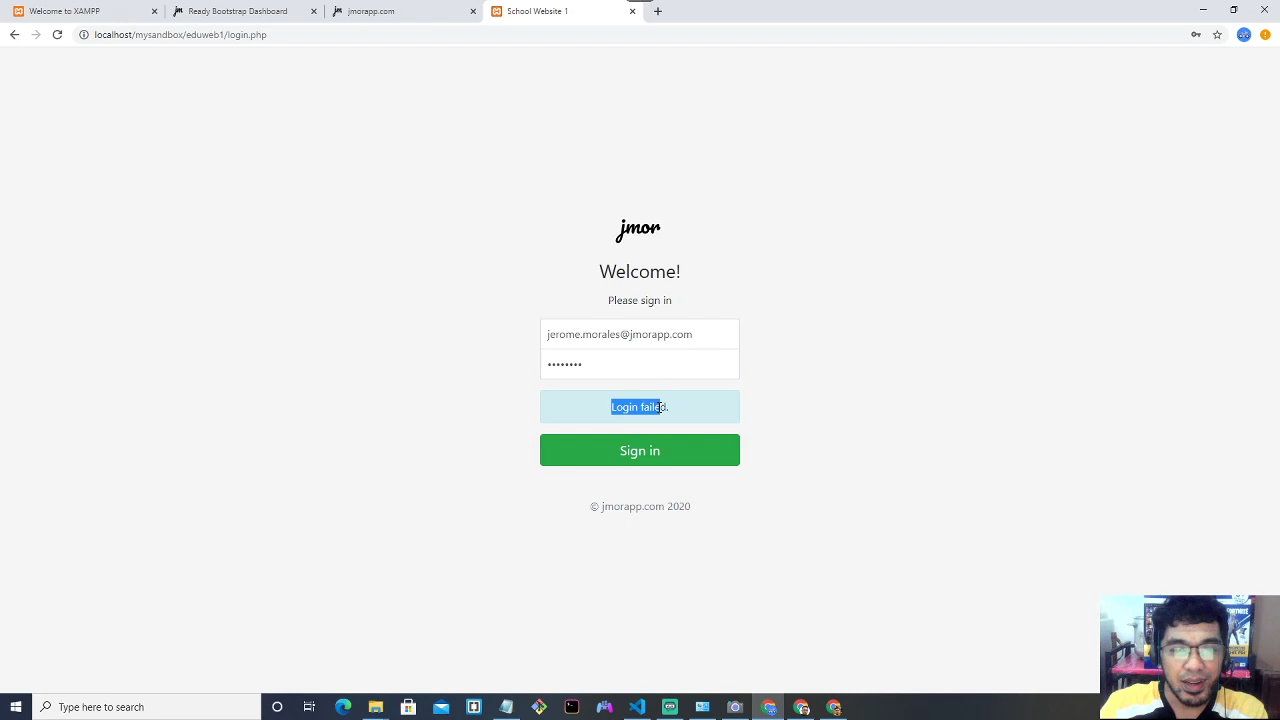 Welcome to XAMPP
Ready Bootstrap Dashboard
jmorapp.com
School Website 1
localhost/mysandbox/eduweb1/login.php
jmor
Welcome!
Please sign in
jerome.morales@jmorapp.com
••••••••
Login failed.
Sign in
© jmorapp.com 2020
FORTNITE
Type here to search